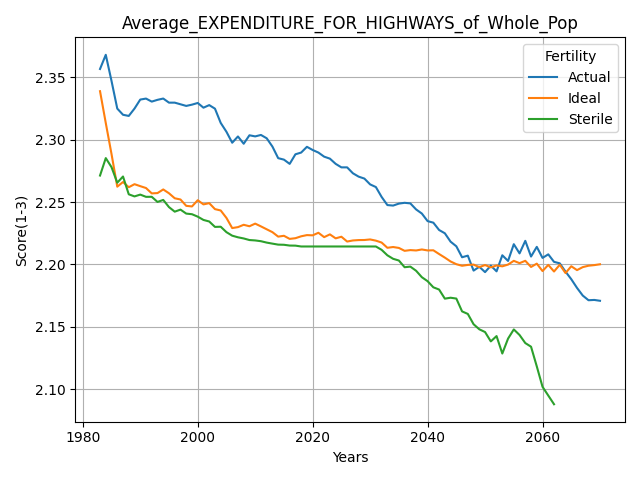 Average_EXPENDITURE_FOR_HIGHWAYS_of_Whole_Pop
Fertility
Actual
Ideal
Sterile
Score(1-3)
2.35
2.30
2.25
2.20
2.15
2.10
1980 2000 2020 2040 2060
Years